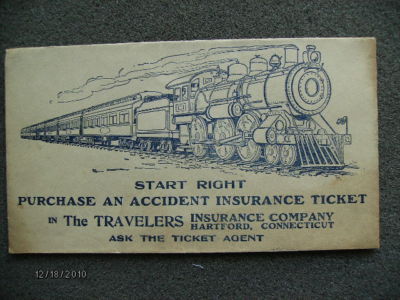 START RIGHT
PURCHASE AN ACCIDENT INSURANCE TICKET
IN The TRAVELERS INSURANCE COMPANY
HARTFORD, CONNECTICUT
ASK THE TICKET AGENT
12/18/2010